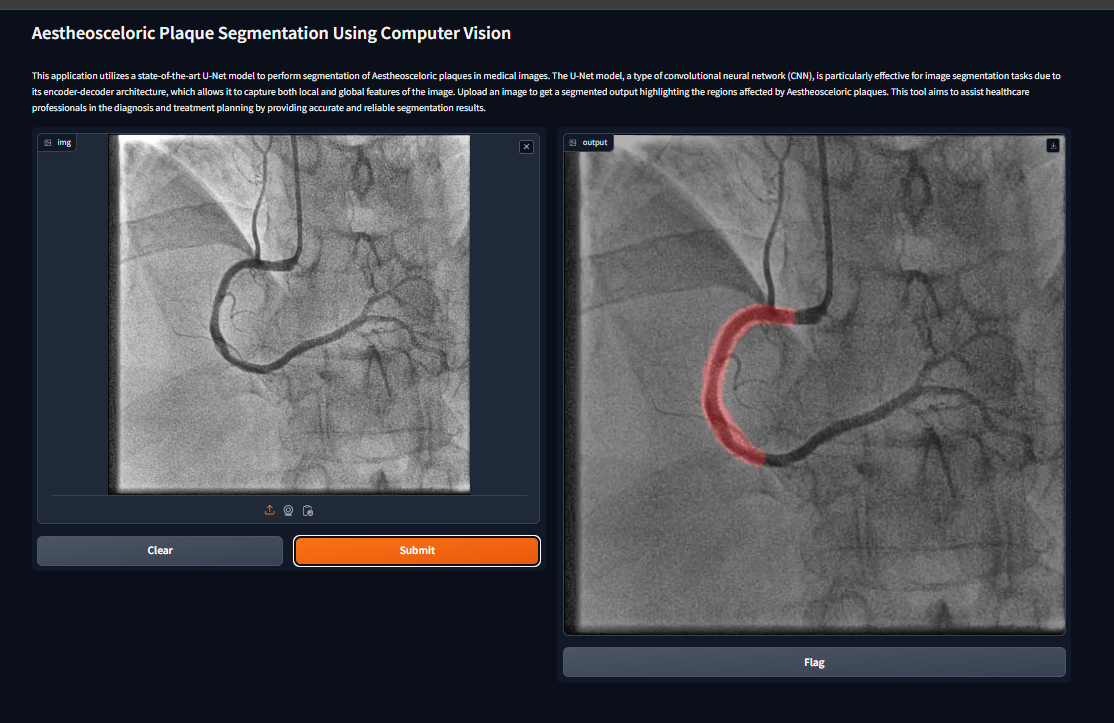 Aestheosceloric Plaque Segmentation Using Computer Vision
This application utilizes a state-of-the-art U-Net model to perform segmentation of Aestheosceloric plaques in medical images. The U-Net model, a type of convolutional neural network (CNN), is particularly effective for image segmentation tasks due to
its encoder-decoder architecture, which allows it to capture both local and global features of the image. Upload an image to get a segmented output highlighting the regions affected by Aestheosceloric plaques. This tool aims to assist healthcare
professionals in the diagnosis and treatment planning by providing accurate and reliable segmentation results.
img
output
Clear
Submit
Flag